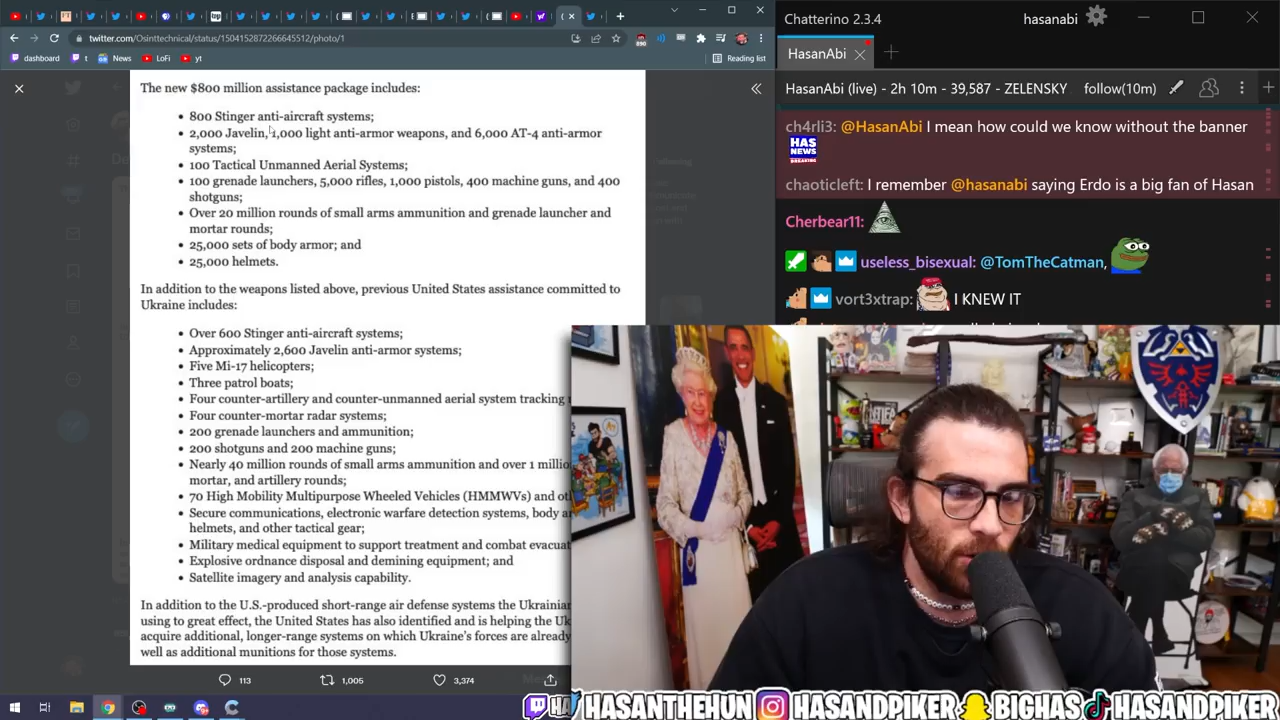 Chatterino 2.3.4
hasanabi
twitter.com/Osinttechnical/status/1504152872266645512/photo/1
dashboard
t
News
LoFi
yt
Reading list
HasanAbi
HasanAbi (live) - 2h 10m - 39,587 - ZELENSKY
follow(10m)
The new $800 million assistance package includes:
• 800 Stinger anti-aircraft systems;
• 2,000 Javelin, 1,000 light anti-armor weapons, and 6,000 AT-4 anti-armor
systems;
• 100 Tactical Unmanned Aerial Systems;
• 100 grenade launchers, 5,000 rifles, 1,000 pistols, 400 machine guns, and 400
shotguns;
• Over 20 million rounds of small arms ammunition and grenade launcher and
mortar rounds;
• 25,000 sets of body armor; and
• 25,000 helmets.
In addition to the weapons listed above, previous United States assistance committed to
Ukraine includes:
• Over 600 Stinger anti-aircraft systems;
• Approximately 2,600 Javelin anti-armor systems;
• Five Mi-17 helicopters;
• Three patrol boats;
• Four counter-artillery and counter-unmanned aerial system tracking
• Four counter-mortar radar systems;
• 200 grenade launchers and ammunition;
• 200 shotguns and 200 machine guns;
• Nearly 40 million rounds of small arms ammunition and over 1
mortar, and artillery rounds;
• 70 High Mobility Multipurpose Wheeled Vehicles (HMMWVs) and
• Secure communications, electronic warfare detection systems, body
helmets, and other tactical gear;
• Military medical equipment to support treatment and combat
• Explosive ordnance disposal and demining equipment; and
• Satellite imagery and analysis capability.
In addition to the U.S.-produced short-range air defense systems the
using to great effect, the United States has also identified and is helping the
acquire additional, longer-range systems on which Ukraine's forces are
well as additional munitions for those systems.
113
1,005
3,374
ch4rli3: @HasanAbi I mean how could we know without the banner
HAS
NEWS
BREAKING
chaoticleft: I remember @hasanabi saying Erdo is a big fan of Hasan
Cherbear11:
useless_bisexual: @TomTheCatman,
vort3xtrap: I KNEW IT
HASANTHEHUN
HASANDPIKER
BIGHAS
HASANDPIKER